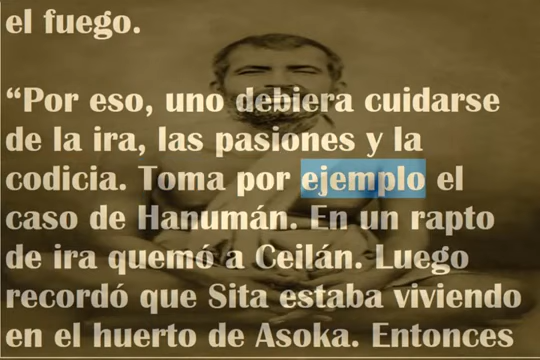 el fuego.
“Por eso, uno debiera cuidarse
de la ira, las pasiones y la
codicia. Toma por ejemplo el
caso de Hanumán. En un rapto
de ira quemó a Ceilán. Luego
recordó que Sita estaba viviendo
en el huerto de Asoka. Entonces